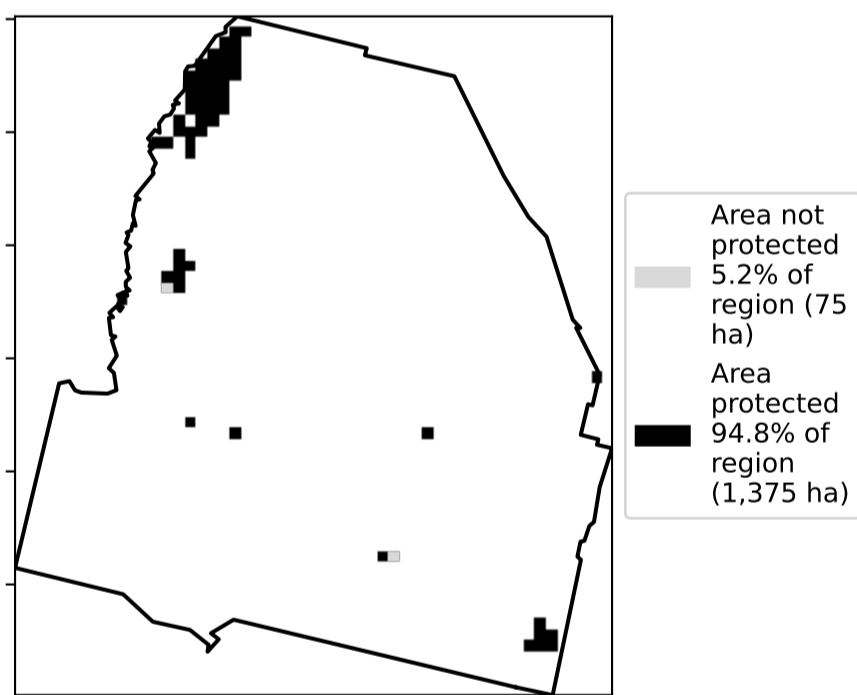 Area not
protected
5.2% of
region (75
ha)
Area
protected
94.8% of
region
(1,375 ha)